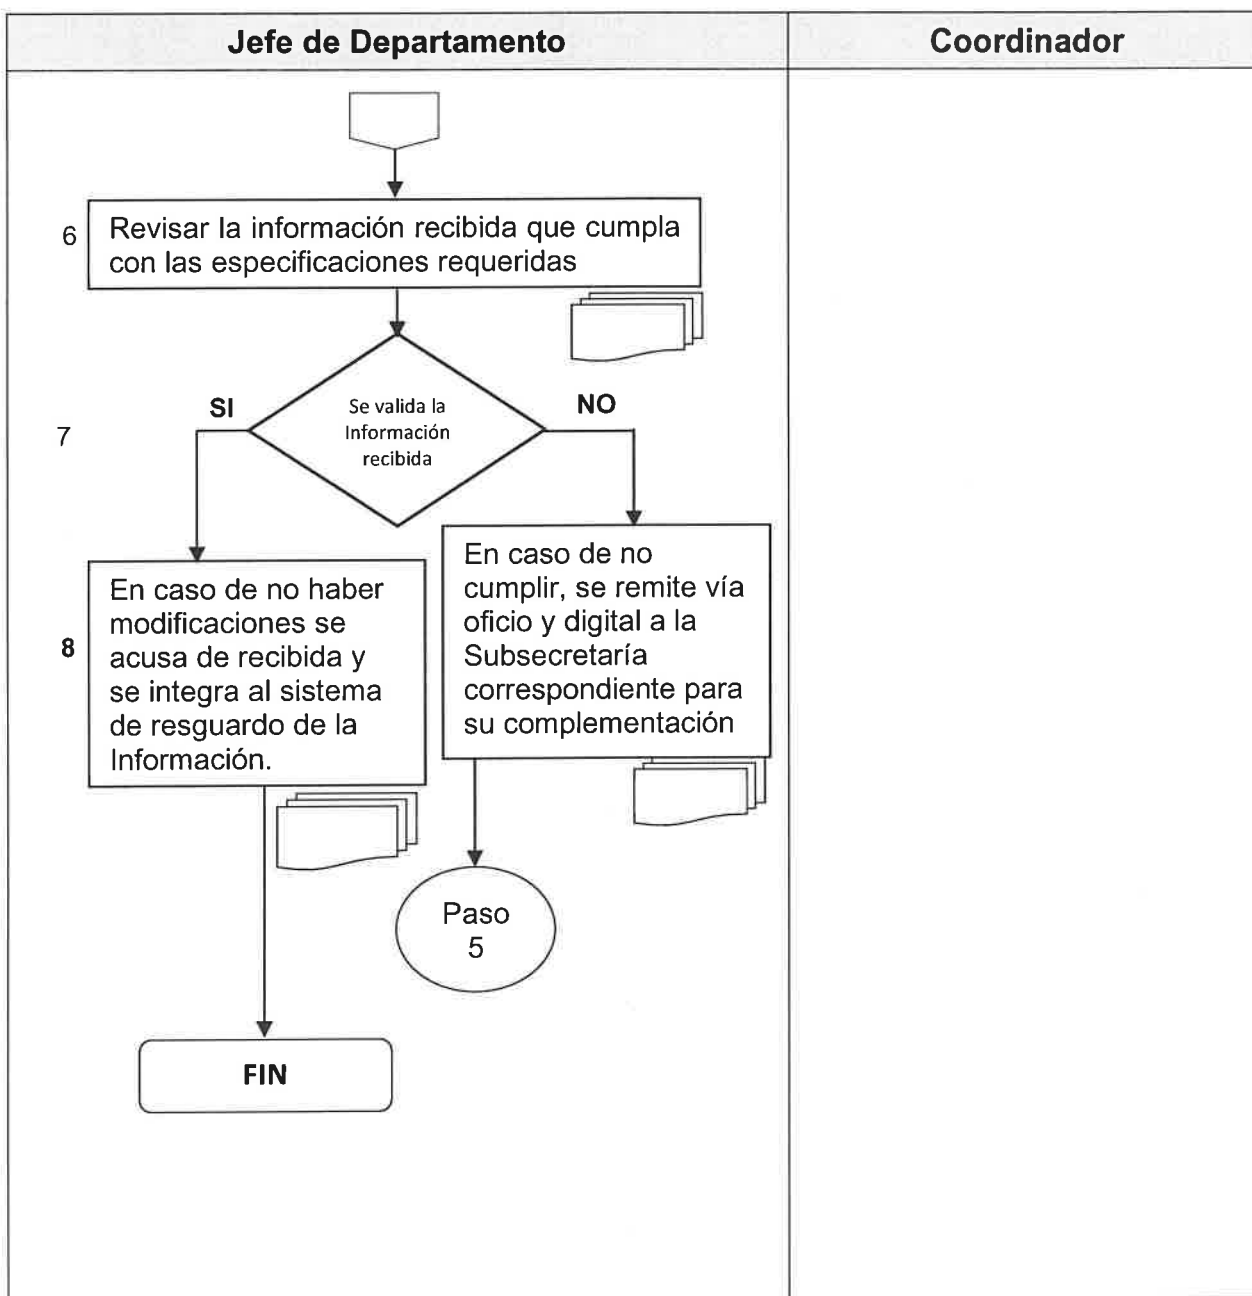 Jefe de Departamento
Coordinador
6
Revisar la información recibida que cumpla
con las especificaciones requeridas
SI
Se valida la
Información
recibida
NO
7
En caso de no haber
modificaciones se
acusa de recibida y
se integra al sistema
de resguardo de la
Información.
8
En caso de no
cumplir, se remite vía
oficio y digital a la
Subsecretaría
correspondiente para
su complementación
Paso
5
FIN